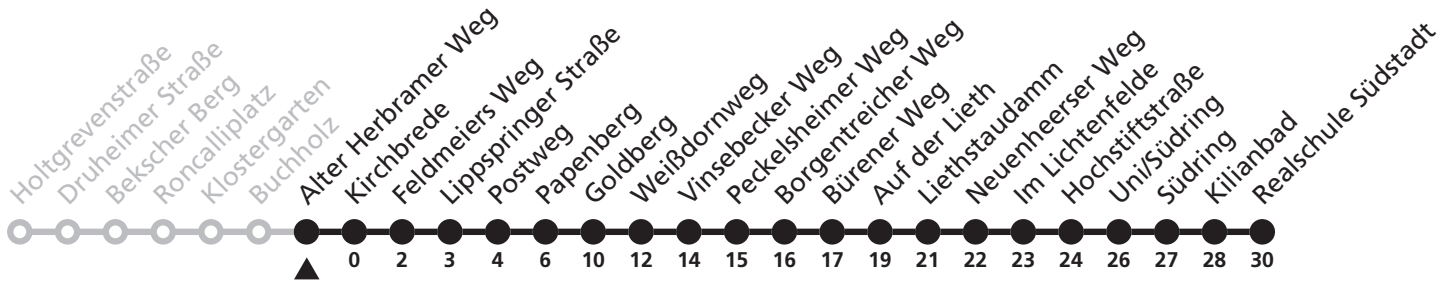 Holtgrevenstraße
Druheimer Straße
Bekscher Berg
Roncalliplatz
Klostergarten
Buchholz
Alter Herbramer Weg
Kirchbrede
Feldmeiers Weg
Lippspringer Straße
Postweg
Papenberg
Goldberg
Weißdornweg
Vinsebecker Weg
Peckelsheimer Weg
Borgentreicher Weg
Bürener Weg
Auf der Lieth
Liethstaudamm
Neuenheerser Weg
Im Lichtenfelde
Hochstiftstraße
Uni/Südring
Südring
Kilianbad
Realschule Südstadt
0 2 3 4 6 10 12 14 15 16 17 19 21 22 23 24 26 27 28 30